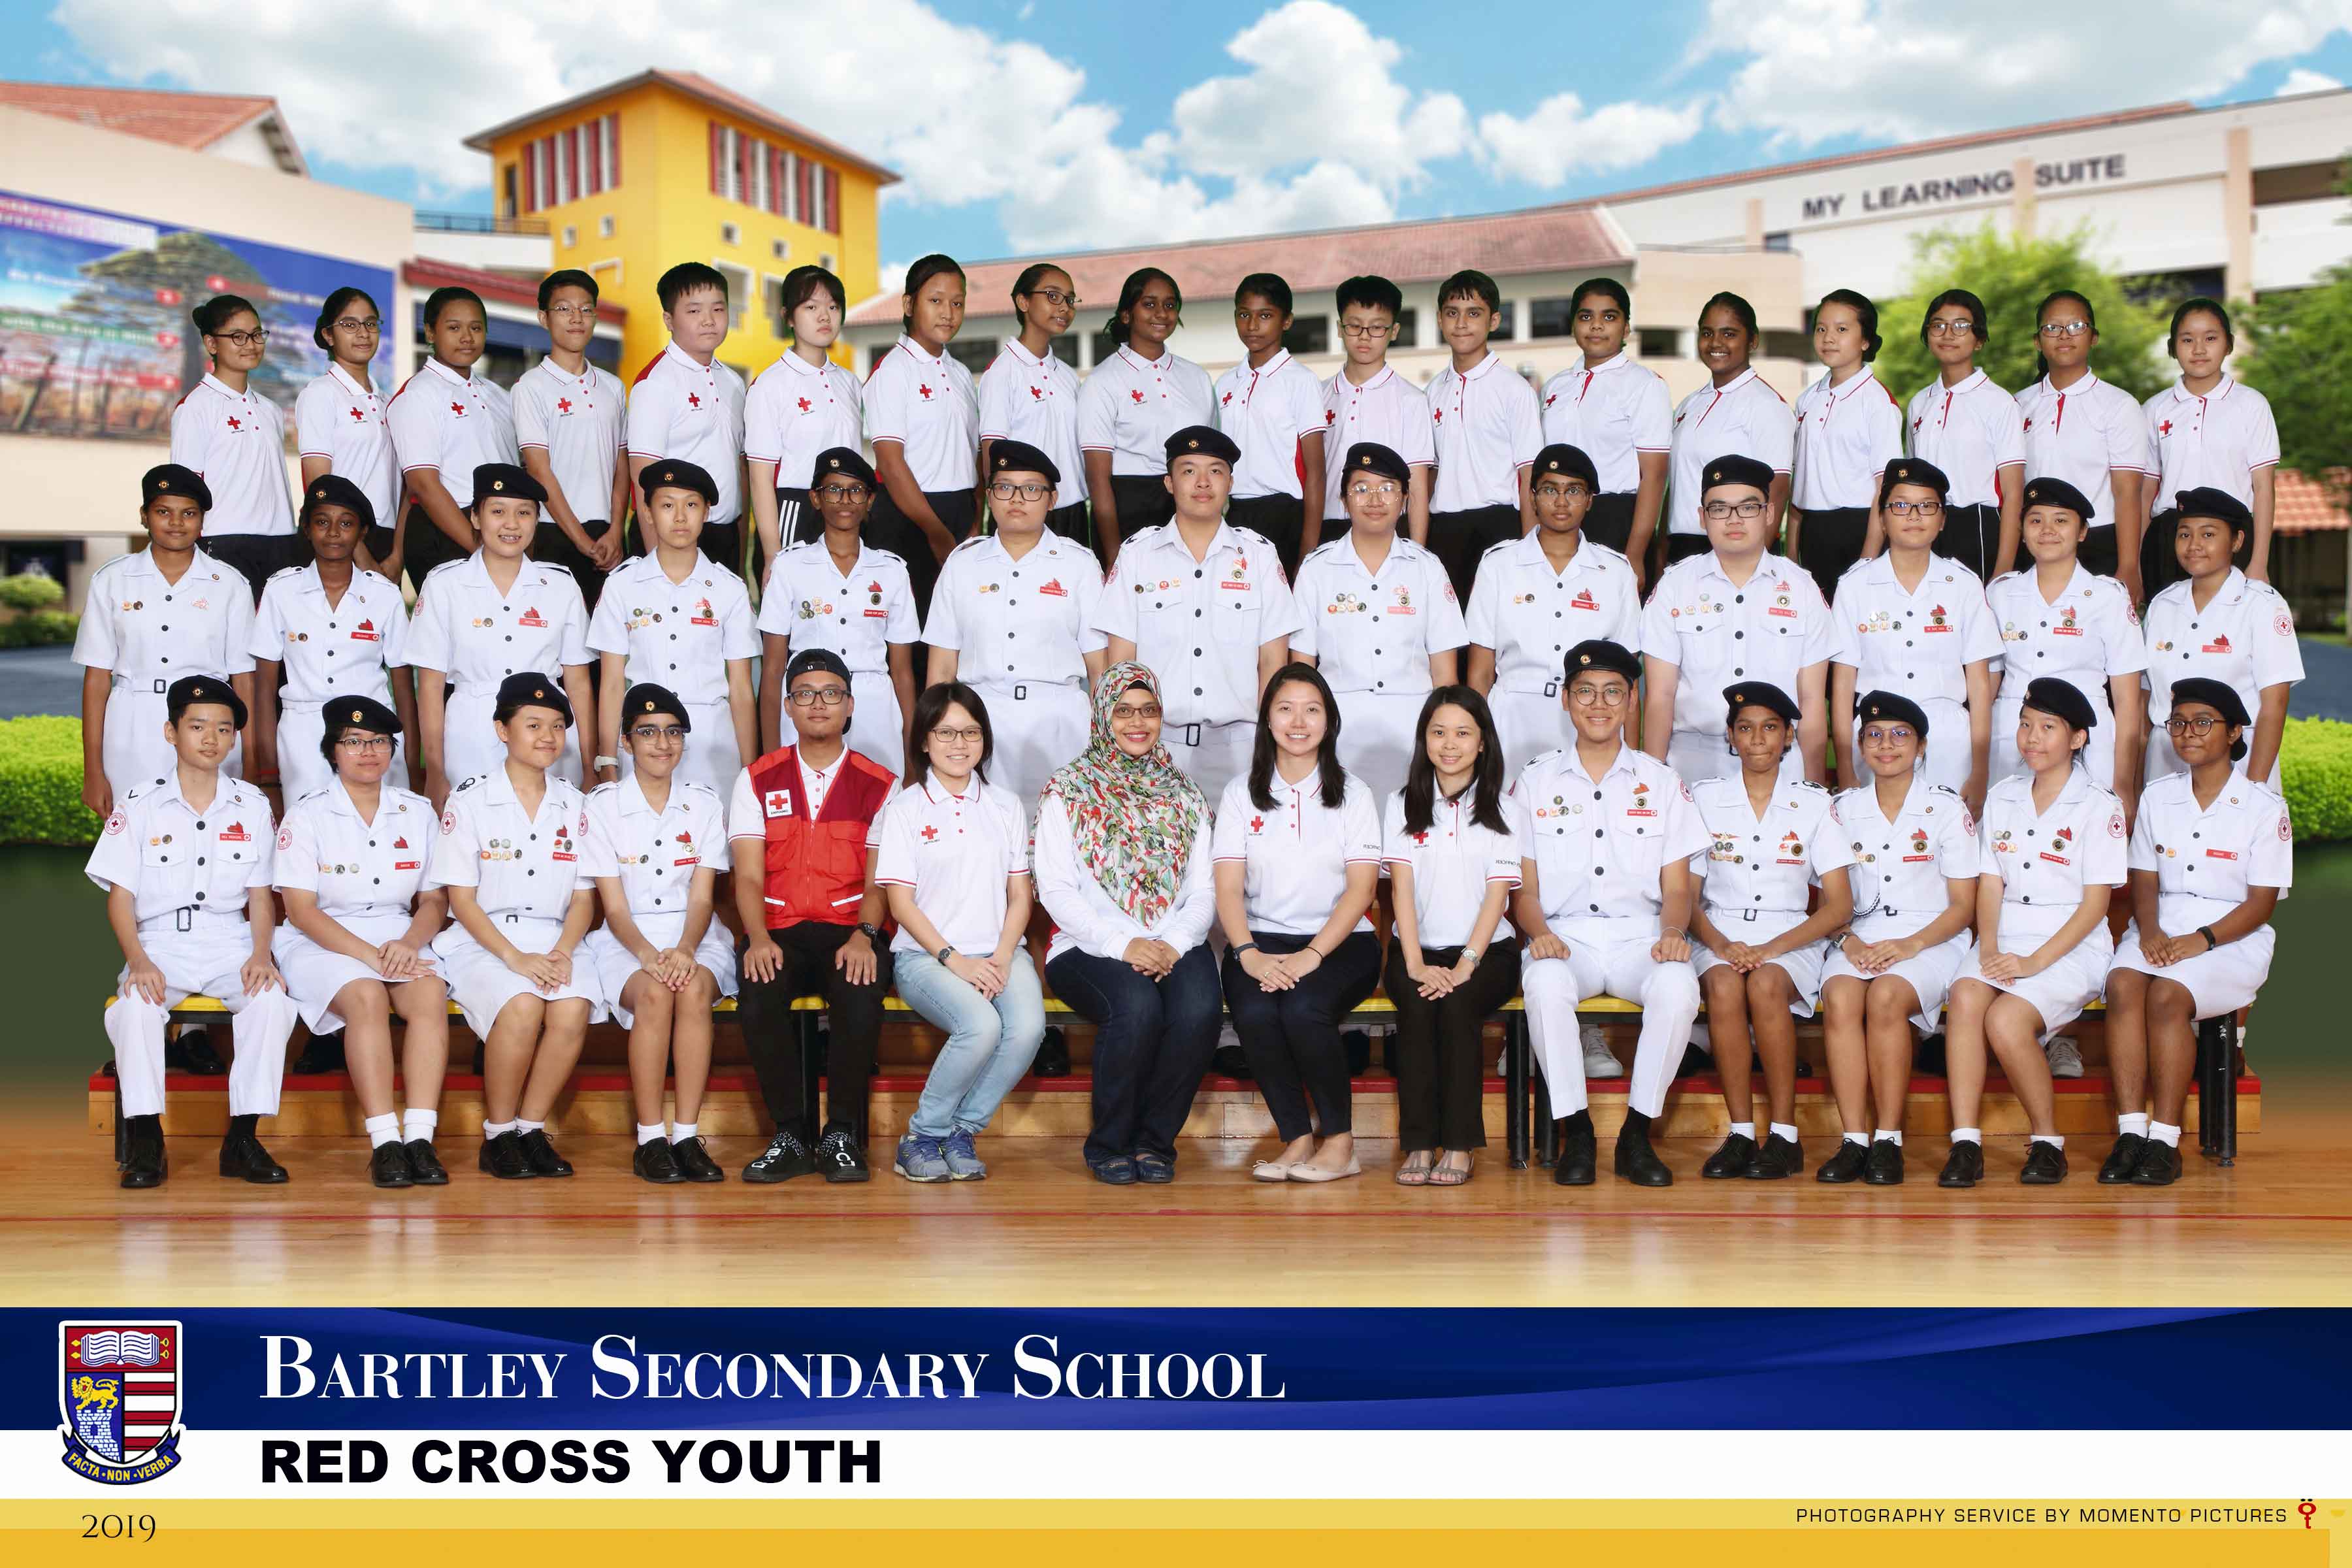 MY LEARNING SUITE
BARTLEY SECONDARY SCHOOL
RED CROSS YOUTH
FACTA · NON · VERBA
2019
PHOTOGRAPHY SERVICE BY MOMENTO PICTURES